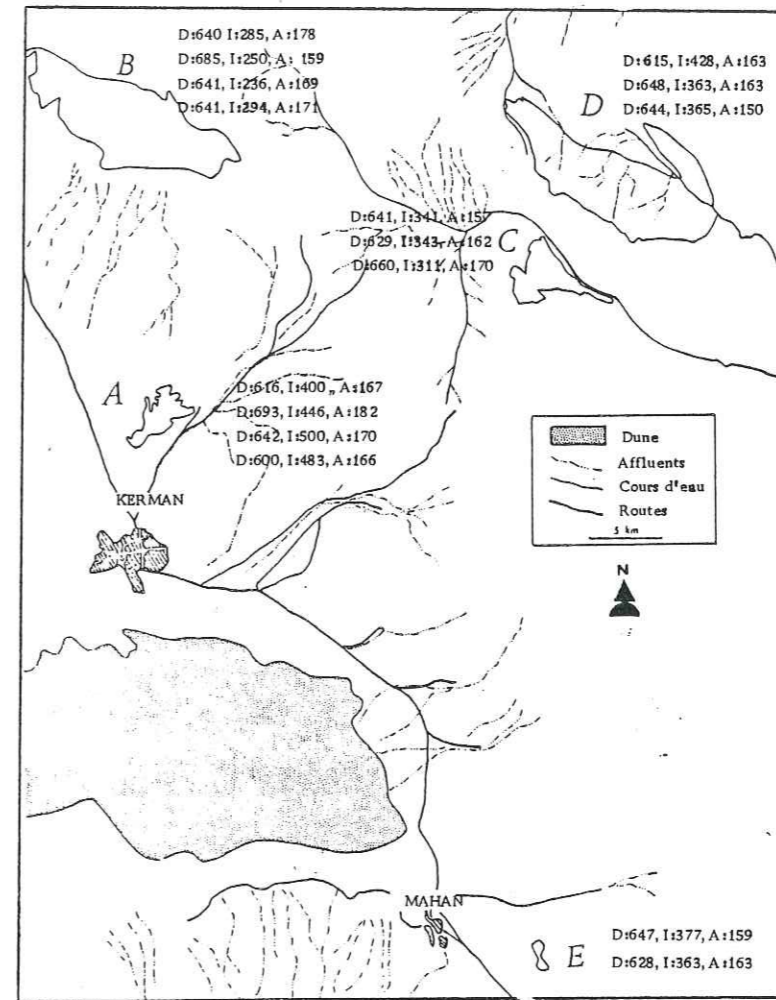 D:640 I:285, A:178
D:685, I:250, A: 159
D:641, I:236, A:169
D:641, I:294, A:171
B
D:615, I:428, A:163
D:648, I:363, A:163
D:644, I:365, A:150
D
D:641, I:341, A:157
D:629, I:343, A:162
D:660, I:311, A:170
C
A
D:616, I:400, A:167
D:693, I:446, A:182
D:642, I:500, A:170
D:600, I:483, A:166
KERMAN
Dune
Affluents
Cours d'eau
Routes
5 km
N
MAHAN
E
D:647, I:377, A:159
D:628, I:363, A:163